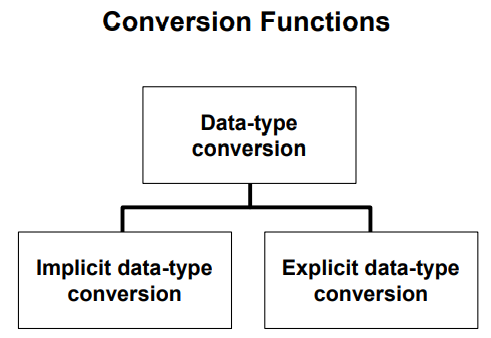 Conversion Functions
Data-type
conversion
Implicit data-type
conversion
Explicit data-type
conversion